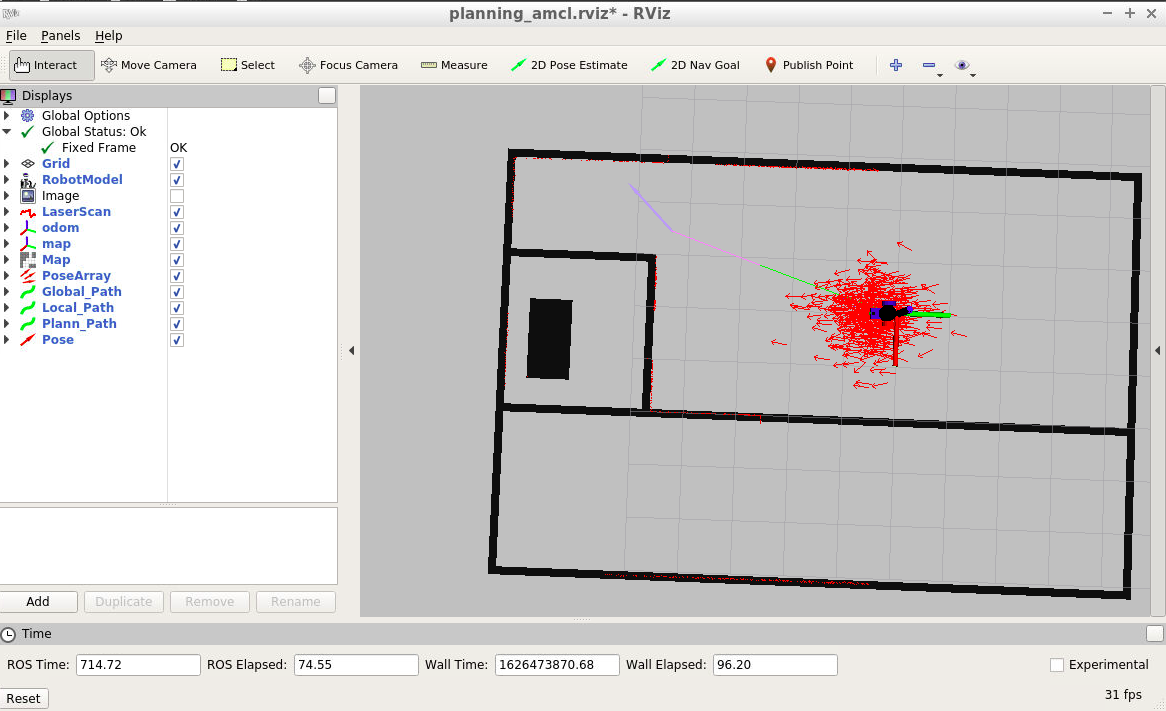 RViz
planning_amcl.rviz* - RViz
File Panels Help
Interact Move Camera Select Focus Camera Measure 2D Pose Estimate 2D Nav Goal Publish Point
Displays
Global Options
Global Status: Ok
Fixed Frame OK
Grid
RobotModel
Image
LaserScan
odom
map
Map
PoseArray
Global_Path
Local_Path
Plann_Path
Pose
Add Duplicate Remove Rename
Time
ROS Time: 714.72 ROS Elapsed: 74.55 Wall Time: 1626473870.68 Wall Elapsed: 96.20 Experimental
Reset 31 fps